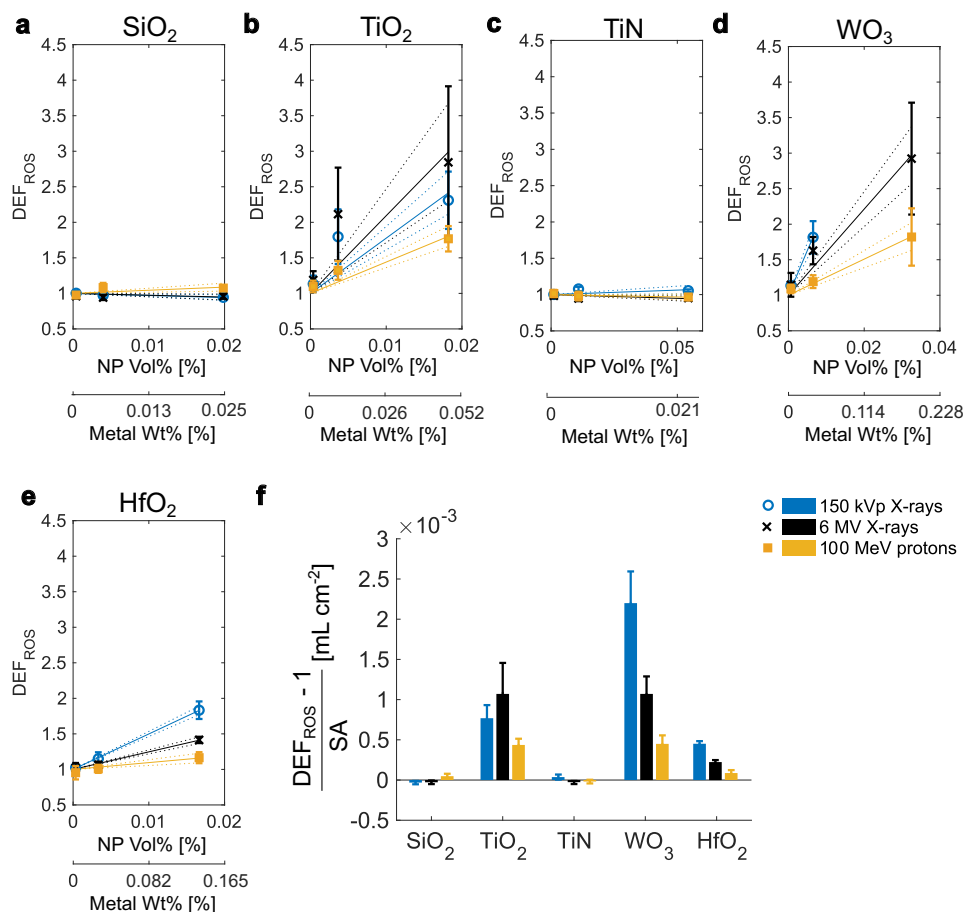 a
SiO2
DEFROS
4.5
4
3.5
3
2.5
2
1.5
1
0.5
0 0.01 0.02
NP Vol% [%]
0 0.013 0.025
Metal Wt% [%]
b
TiO2
DEFROS
4.5
4
3.5
3
2.5
2
1.5
1
0.5
0 0.01 0.02
NP Vol% [%]
0 0.026 0.052
Metal Wt% [%]
c
TiN
DEFROS
4.5
4
3.5
3
2.5
2
1.5
1
0.5
0 0.05
NP Vol% [%]
0 0.021
Metal Wt% [%]
d
WO3
DEFROS
4.5
4
3.5
3
2.5
2
1.5
1
0.5
0 0.02 0.04
NP Vol% [%]
0 0.114 0.228
Metal Wt% [%]
e
HfO2
DEFROS
4.5
4
3.5
3
2.5
2
1.5
1
0.5
0 0.01 0.02
NP Vol% [%]
0 0.082 0.165
Metal Wt% [%]
f
× 10-3
DEFROS - 1
SA
[mL cm-2]
3
2.5
2
1.5
1
0.5
0
-0.5
SiO2 TiO2 TiN WO3 HfO2
150 kVp X-rays
6 MV X-rays
100 MeV protons